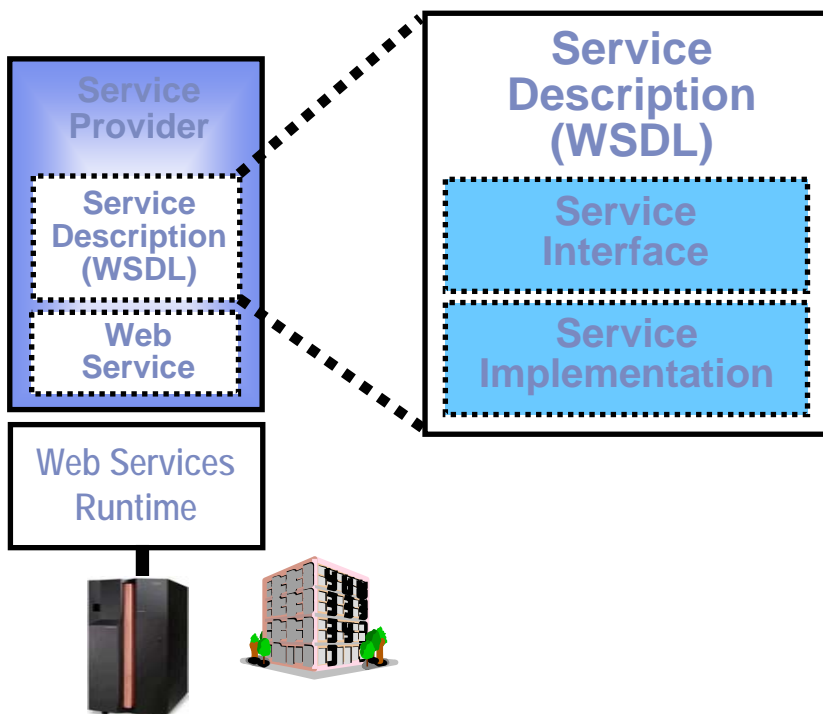 Service
Provider
Service
Description
(WSDL)
Web
Service
Web Services
Runtime
Service
Description
(WSDL)
Service
Interface
Service
Implementation